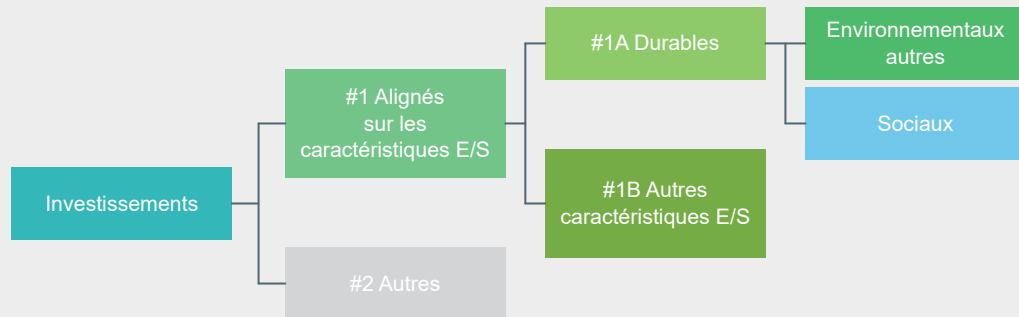 Investissements
#1 Alignés
sur les
caractéristiques E/S
#2 Autres
#1A Durables
#1B Autres
caractéristiques E/S
Environnementaux
autres
Sociaux